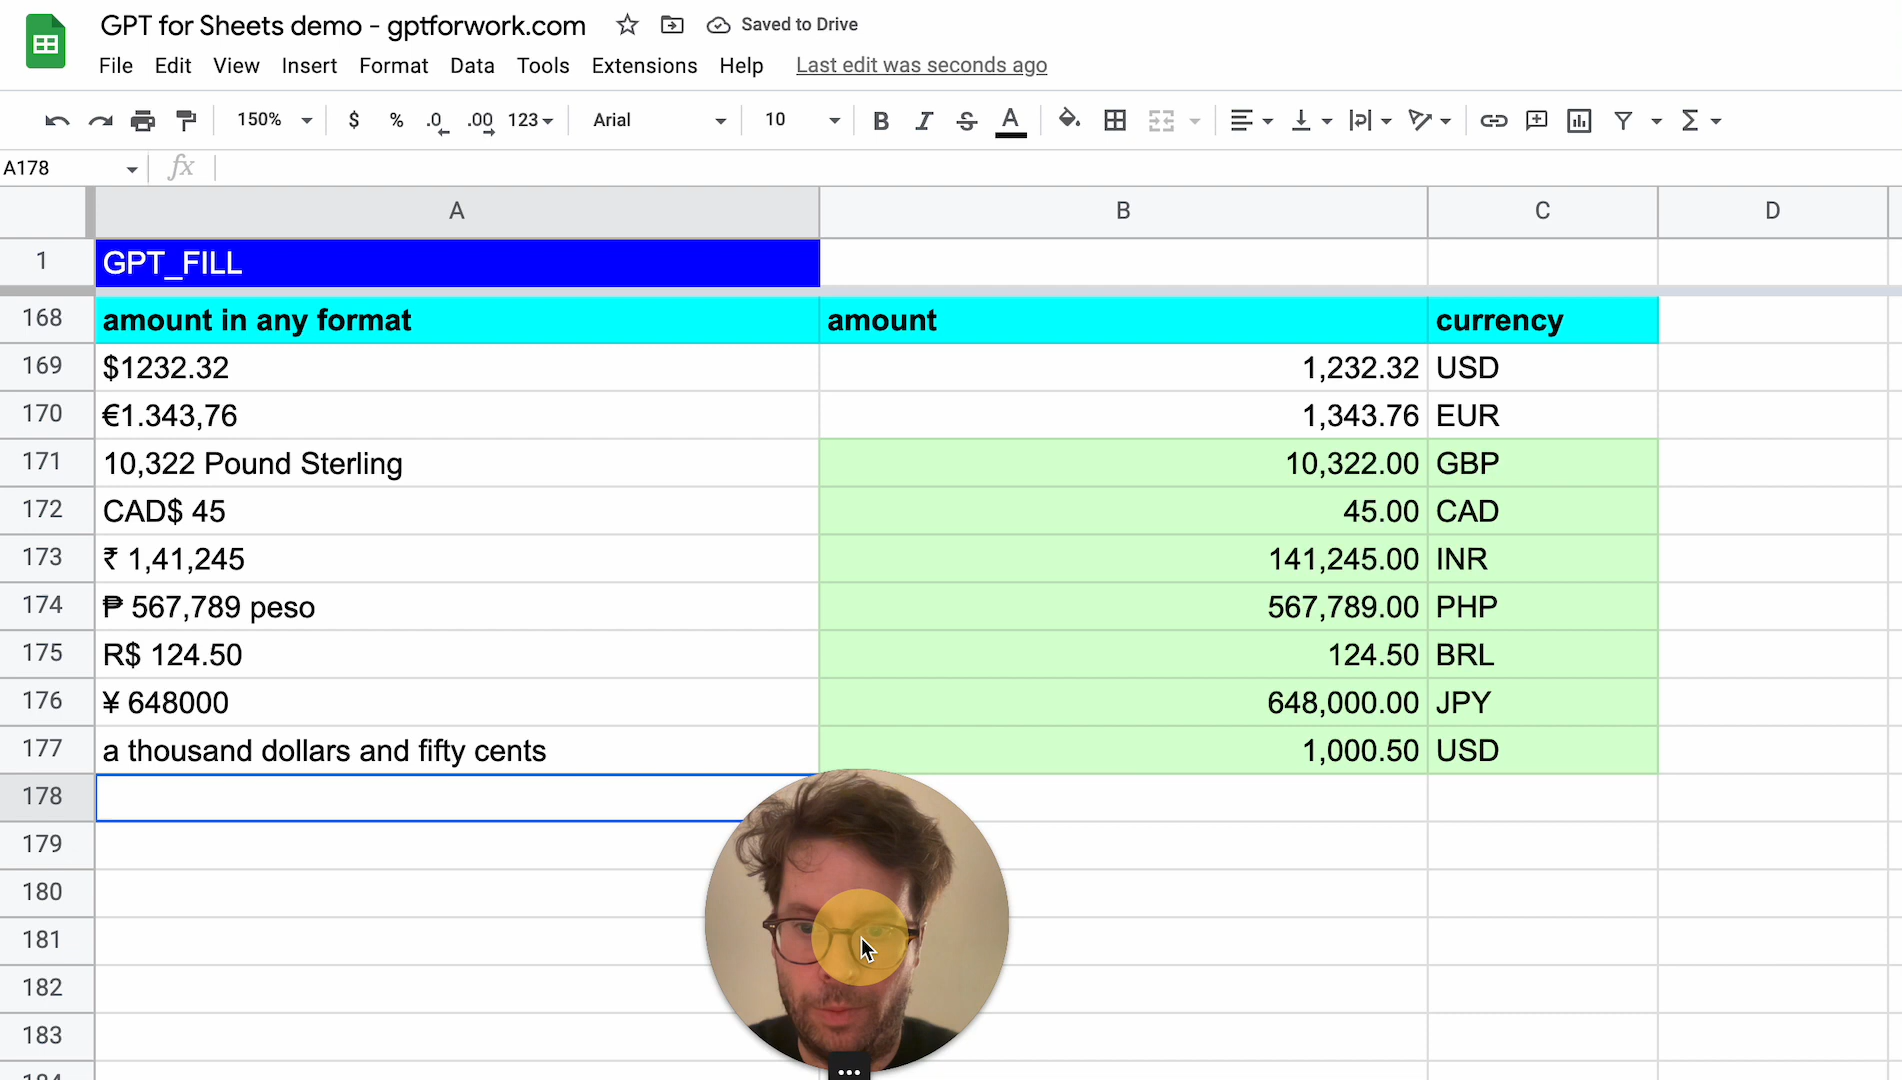 GPT for Sheets demo - gptforwork.com Saved to Drive
File Edit View Insert Format Data Tools Extensions Help Last edit was seconds ago
150% $ % .0 .00 123 Arial 10 B I S A
A178 fx
A B C D
1 GPT_FILL
168 amount in any format amount currency
169 $1232.32 1,232.32 USD
170 €1.343,76 1,343.76 EUR
171 10,322 Pound Sterling 10,322.00 GBP
172 CAD$ 45 45.00 CAD
173 ₹ 1,41,245 141,245.00 INR
174 ₱ 567,789 peso 567,789.00 PHP
175 R$ 124.50 124.50 BRL
176 ¥ 648000 648,000.00 JPY
177 a thousand dollars and fifty cents 1,000.50 USD
178
179
180
181
182
183